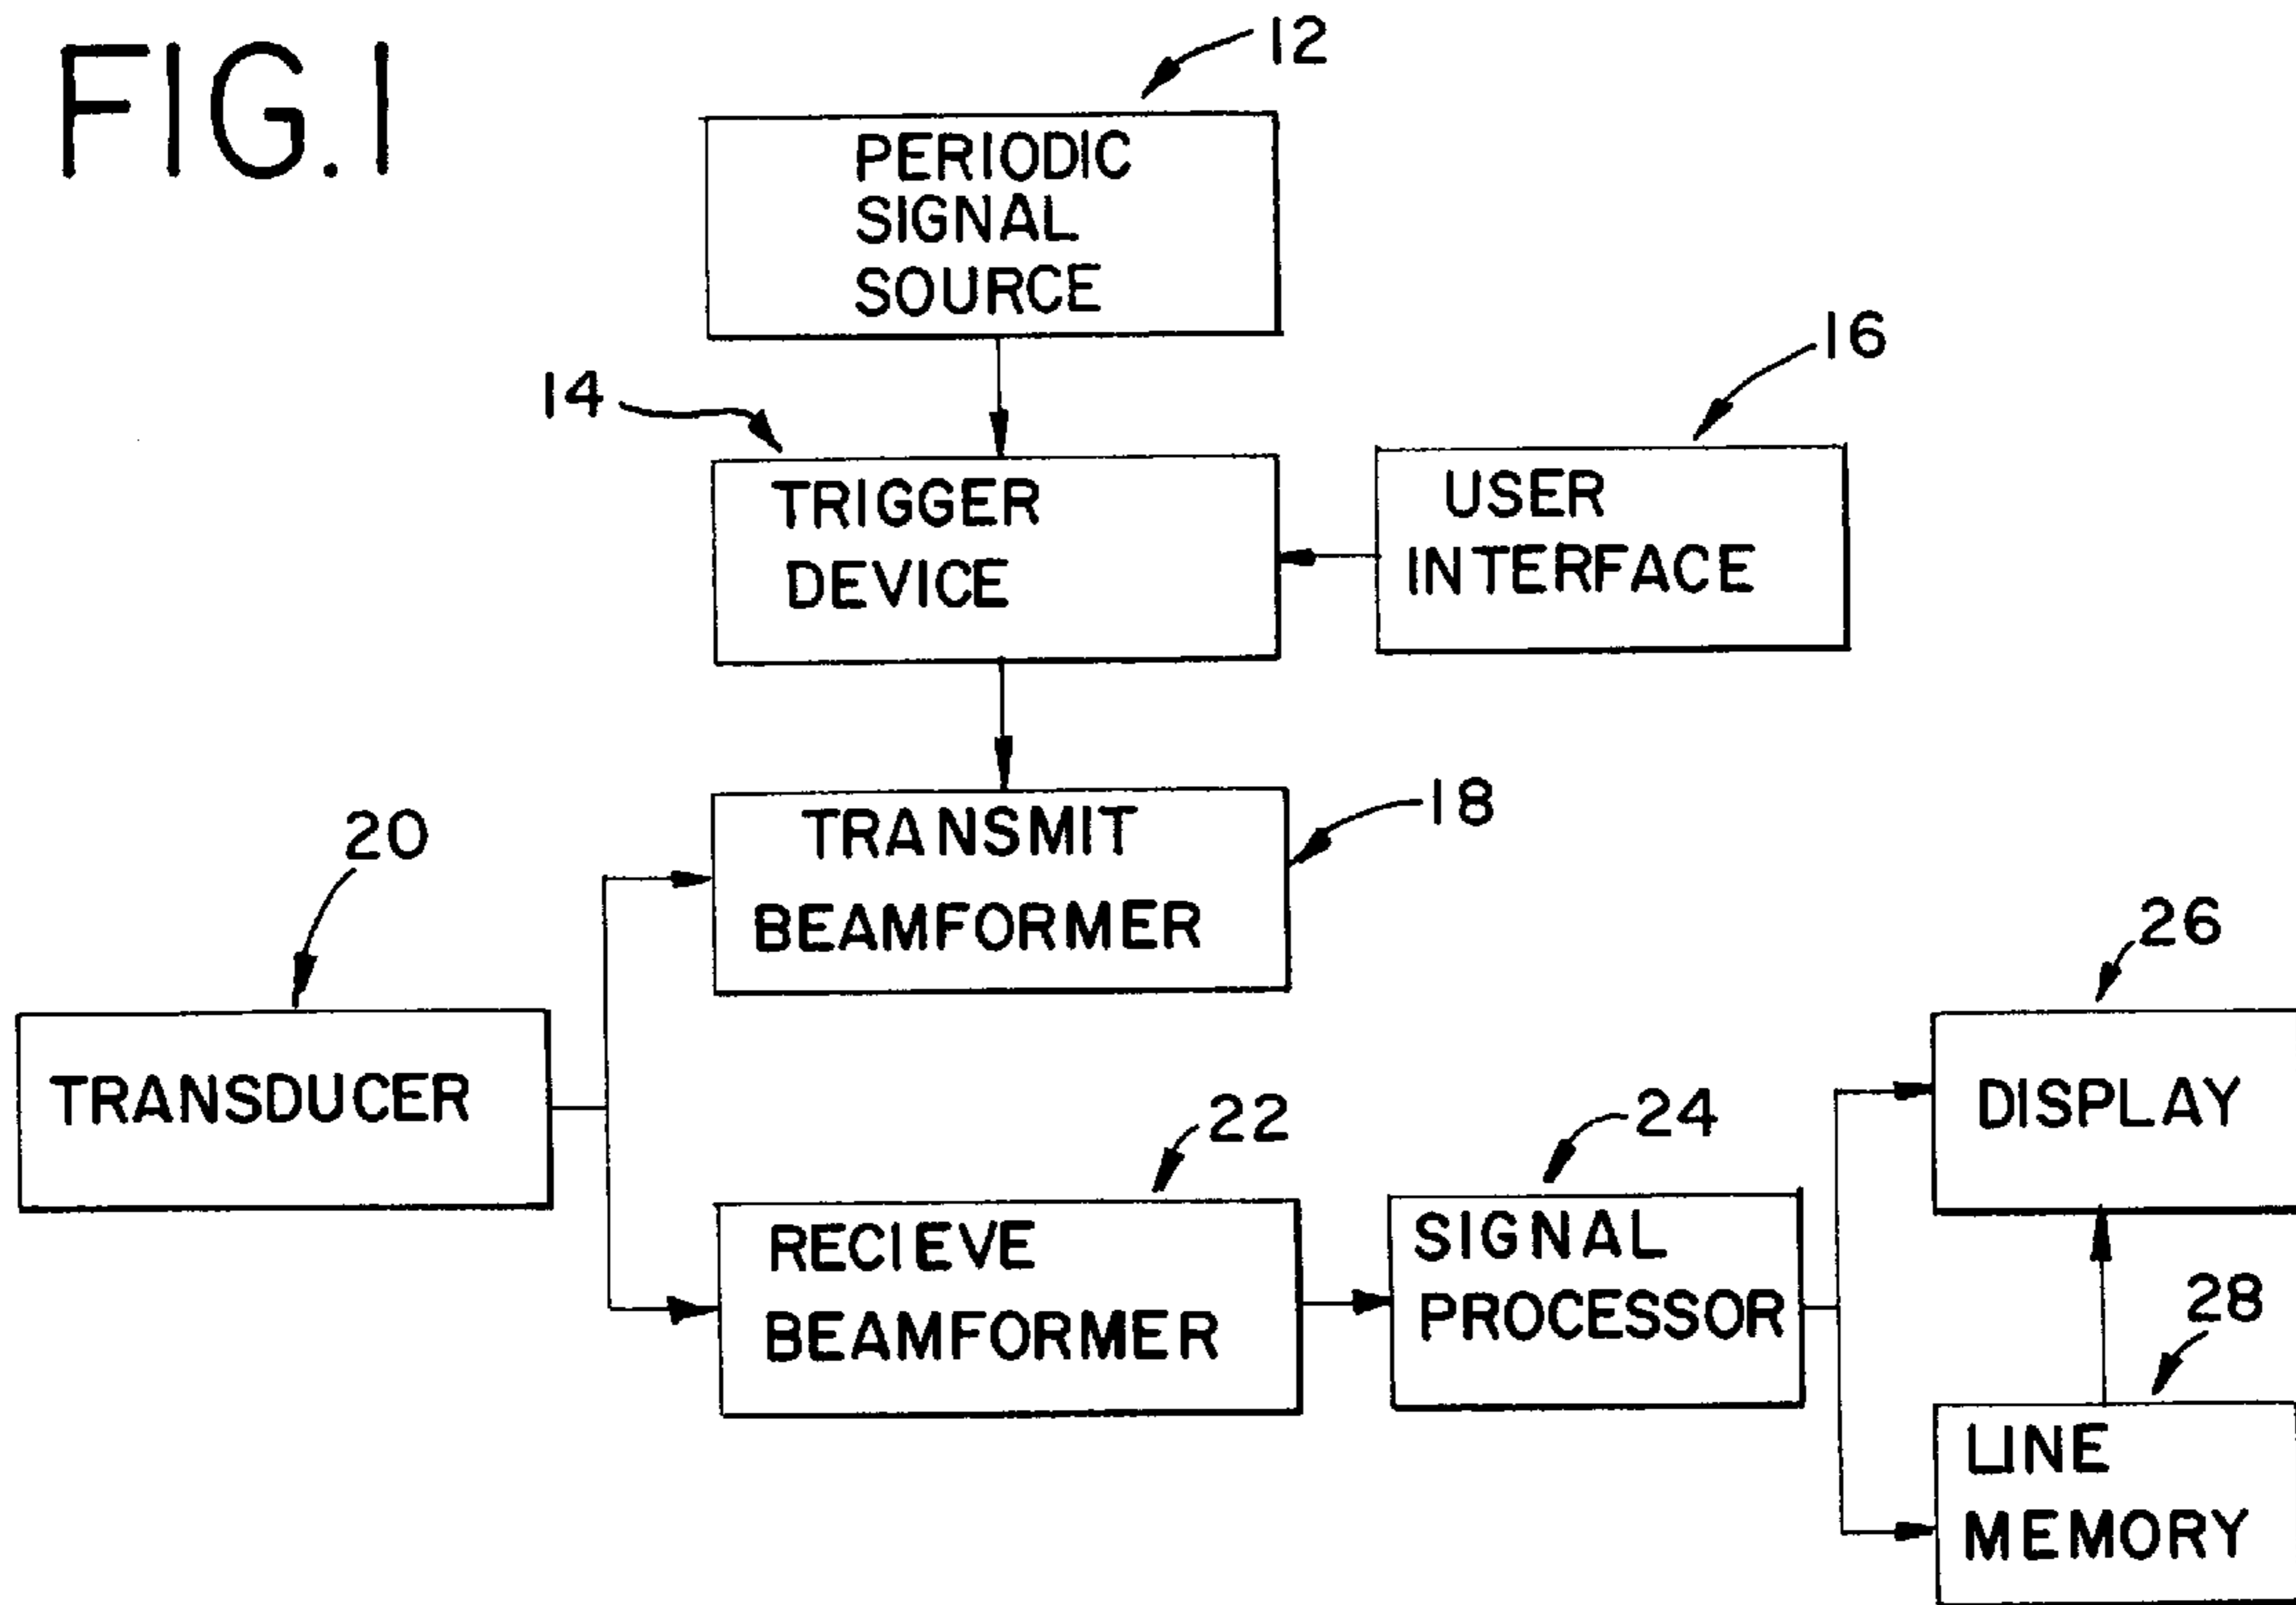 FIG.1
12
PERIODIC
SIGNAL
SOURCE
14
16
TRIGGER
DEVICE
USER
INTERFACE
18
TRANSMIT
BEAMFORMER
20
TRANSDUCER
22
RECIEVE
BEAMFORMER
24
SIGNAL
PROCESSOR
26
DISPLAY
28
LINE
MEMORY